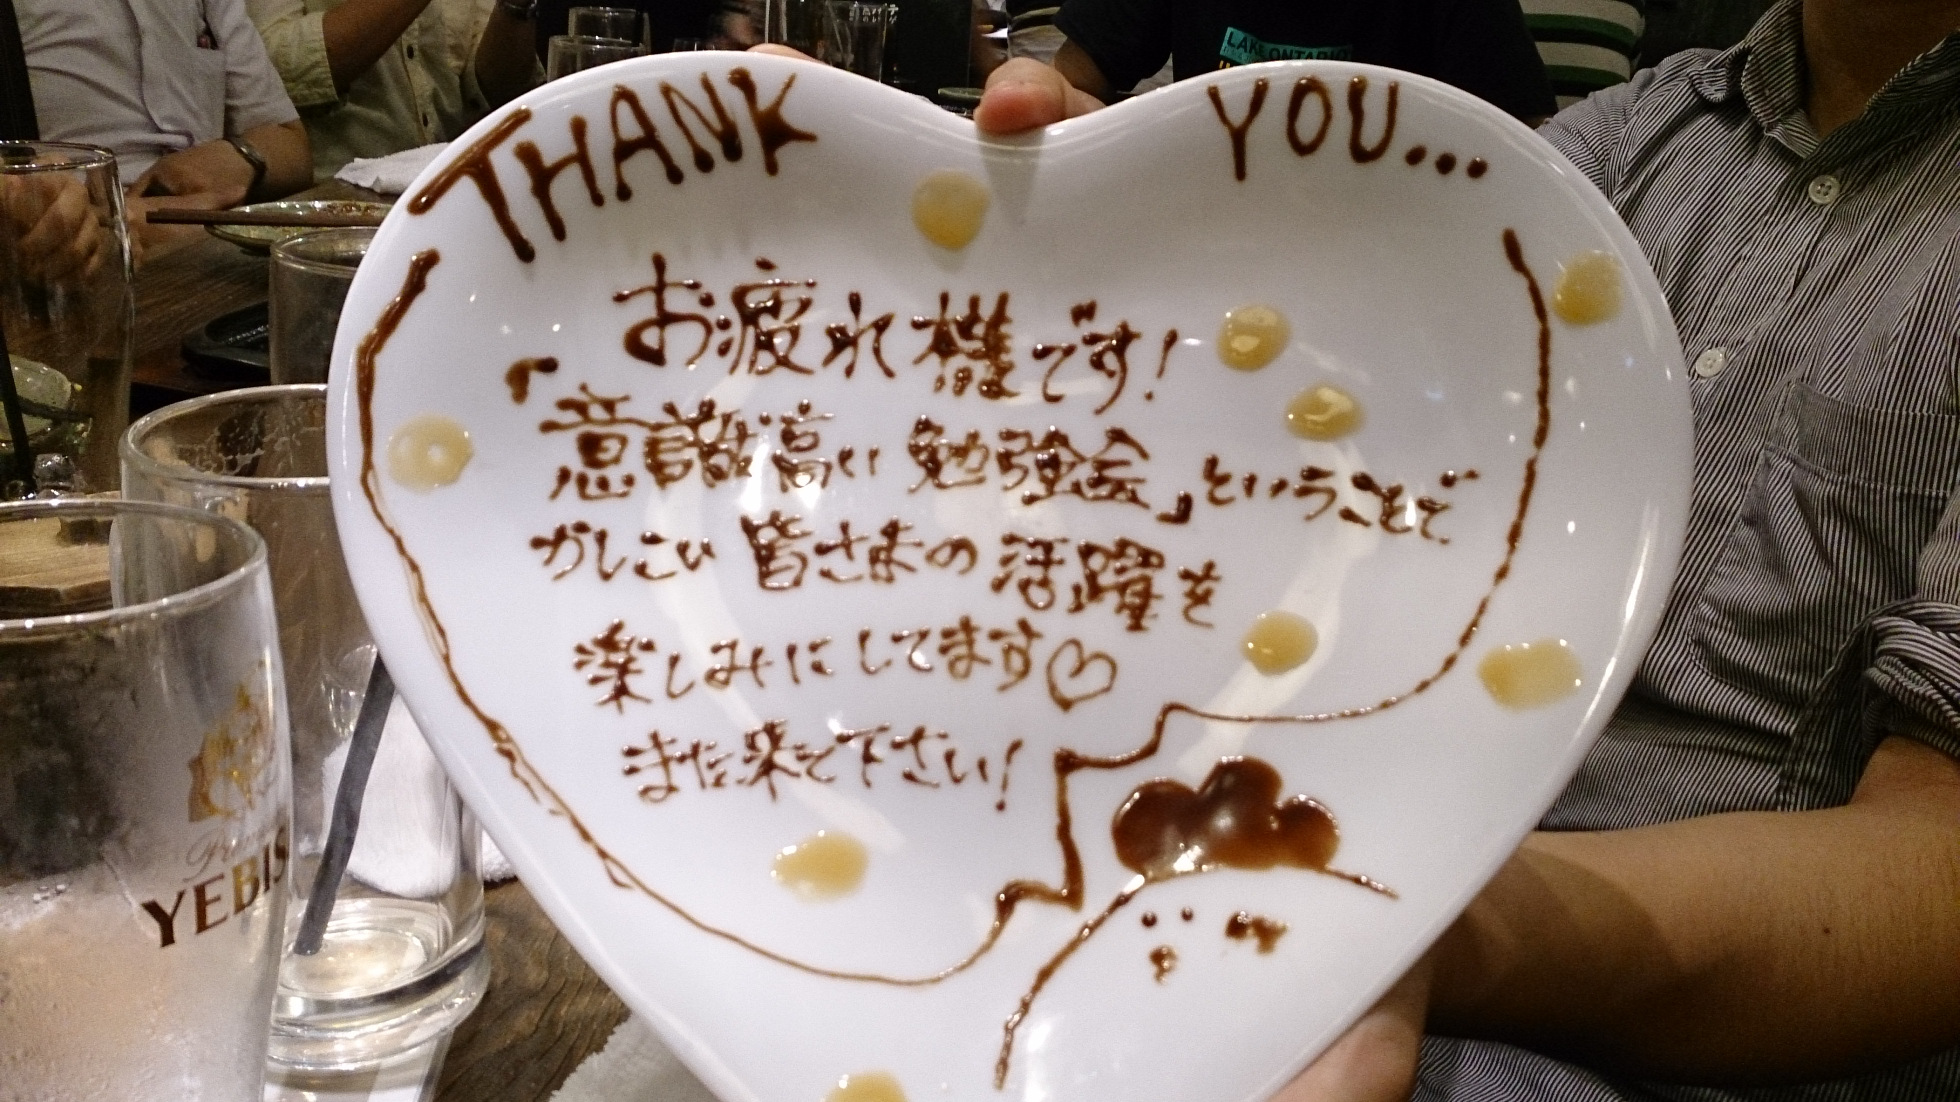 THANK YOU...
お疲れ様です!
「意識高い勉強会」ということで
かしこい皆さまの活躍を
楽しみにしてます♡
また来て下さい!
LAKE ONTARIO
YEBIS